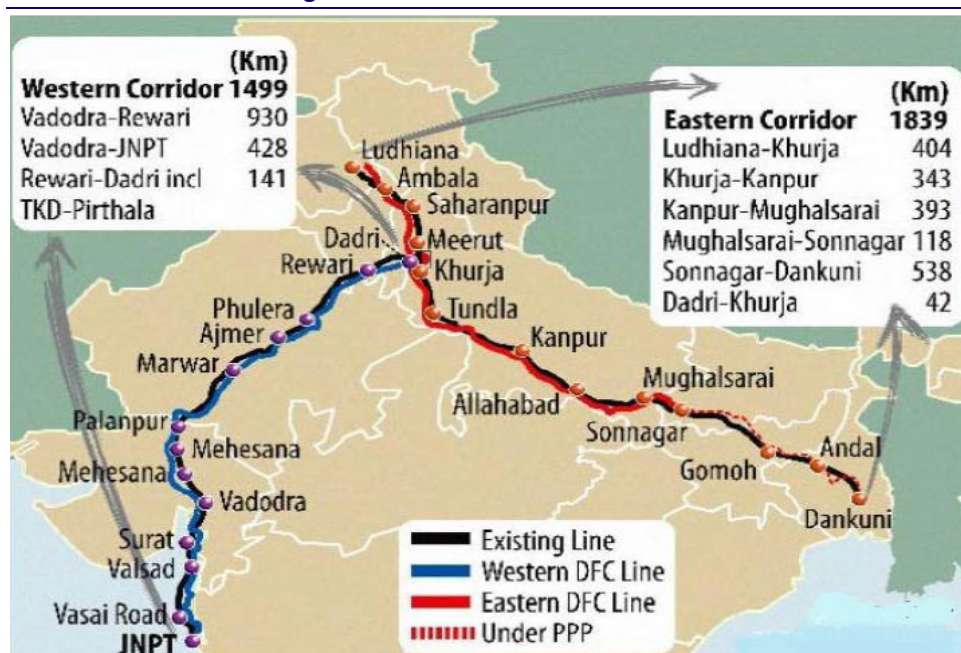 (Km)
Western Corridor 1499
Vadodra-Rewari 930
Vadodra-JNPT 428
Rewari-Dadri incl 141
TKD-Pirthala
(Km)
Eastern Corridor 1839
Ludhiana-Khurja 404
Khurja-Kanpur 343
Kanpur-Mughalsarai 393
Mughalsarai-Sonnagar 118
Sonnagar-Dankuni 538
Dadri-Khurja 42
Ludhiana
Ambala
Saharanpur
Dadri
Meerut
Rewari
Khurja
Phulera
Tundla
Ajmer
Kanpur
Marwar
Mughalsarai
Allahabad
Palanpur
Sonnagar
Mehesana
Andal
Mehesana
Gomoh
Vadodra
Dankuni
Surat
Valsad
Vasai Road
JNPT
Existing Line
Western DFC Line
Eastern DFC Line
Under PPP